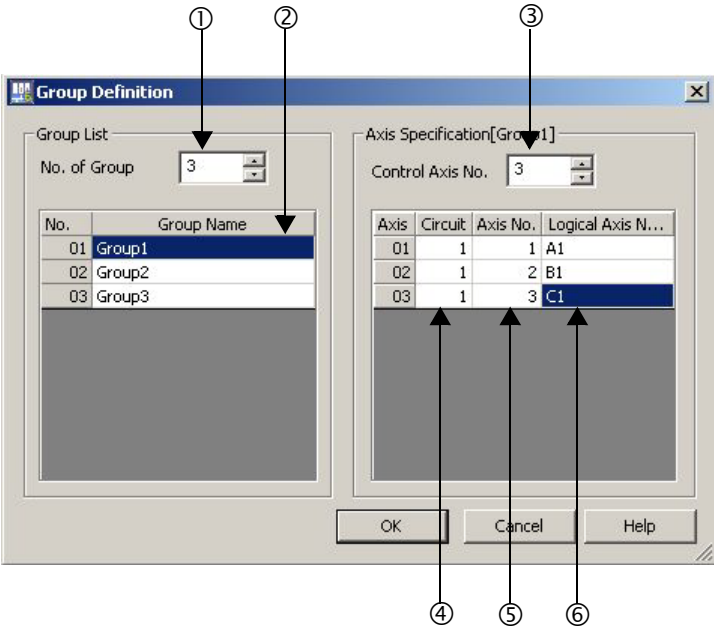 ① ② ③
Group Definition
Group List
No. of Group 3
No. Group Name
01 Group1
02 Group2
03 Group3
Axis Specification[Group1]
Control Axis No. 3
Axis Circuit Axis No. Logical Axis N...
01 1 1 A1
02 1 2 B1
03 1 3 C1
OK Cancel Help
④ ⑤ ⑥